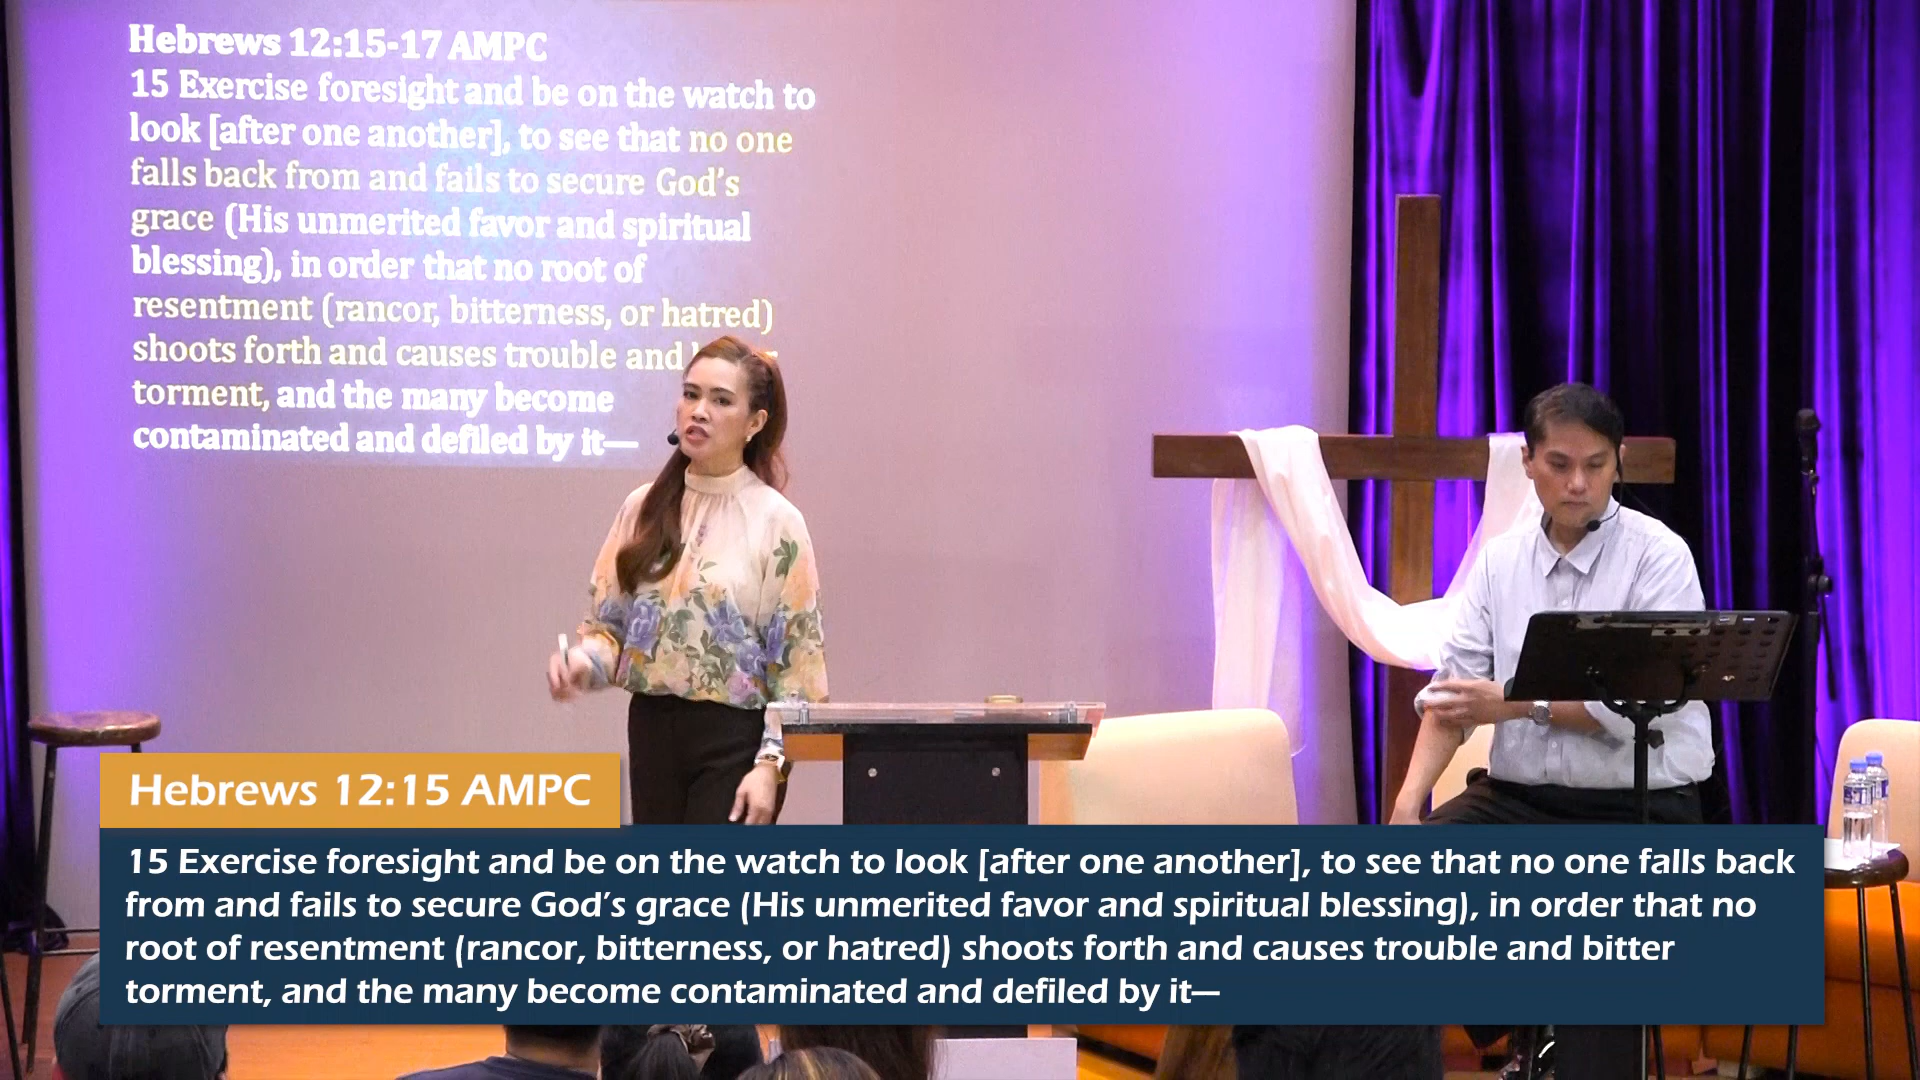 Hebrews 12:15-17 AMPC
15 Exercise foresight and be on the watch to
look [after one another], to see that no one
falls back from and fails to secure God's
grace (His unmerited favor and spiritual
blessing), in order that no root of
resentment (rancor, bitterness, or hatred)
shoots forth and causes trouble and
torment, and the many become
contaminated and defiled by it—
Hebrews 12:15 AMPC
15 Exercise foresight and be on the watch to look [after one another], to see that no one falls back
from and fails to secure God's grace (His unmerited favor and spiritual blessing), in order that no
root of resentment (rancor, bitterness, or hatred) shoots forth and causes trouble and bitter
torment, and the many become contaminated and defiled by it—